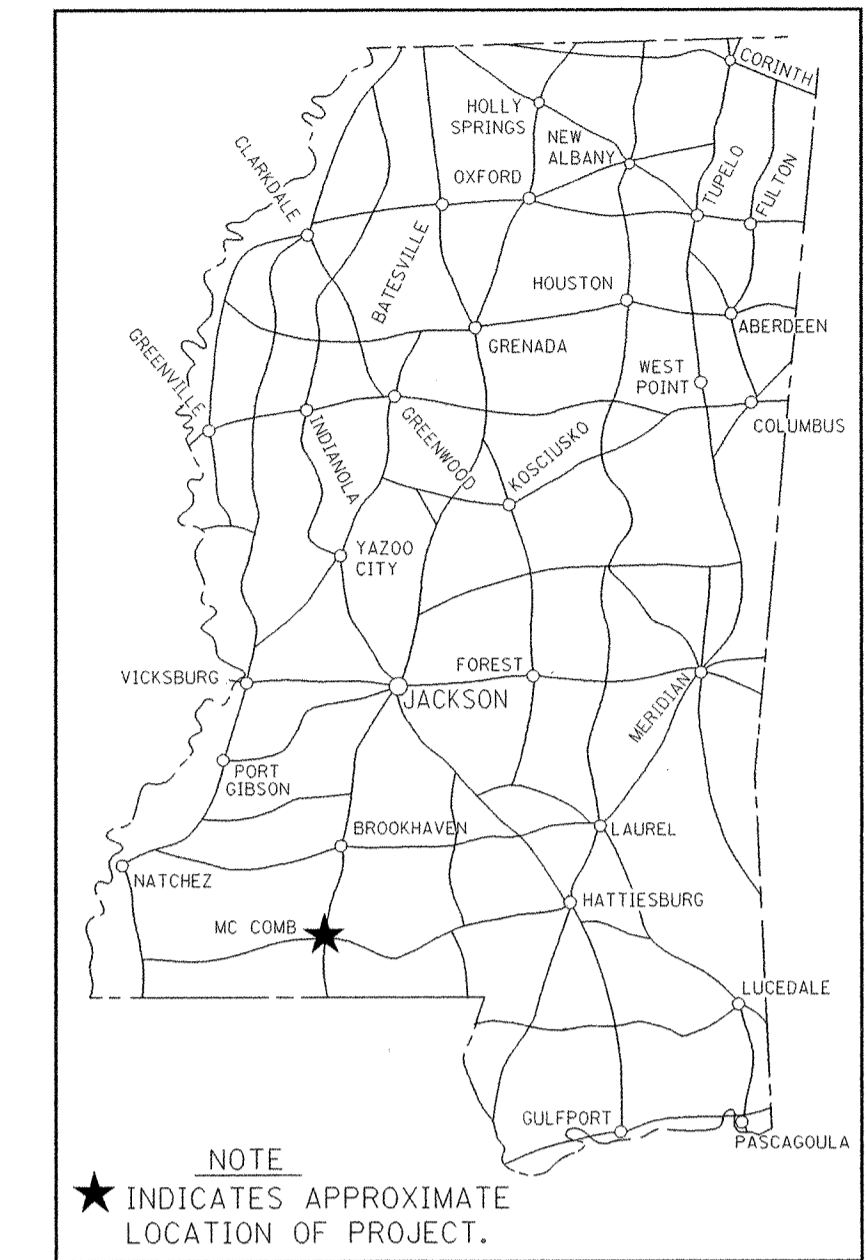 CORINTH
HOLLY
SPRINGS
NEW
ALBANY
CLARKDALE
OXFORD
TUPELO
FULTON
BATESVILLE
HOUSTON
ABERDEEN
GRENADA
GREENVILLE
WEST
POINT
COLUMBUS
INDIANOLA
GREENWOOD
KOSCIUSKO
YAZOO
CITY
VICKSBURG
FOREST
JACKSON
MERIDIAN
PORT
GIBSON
BROOKHAVEN
LAUREL
NATCHEZ
HATTIESBURG
MC COMB
LUCEDALE
GULFPORT
PASCAGOULA
NOTE
INDICATES APPROXIMATE
LOCATION OF PROJECT.